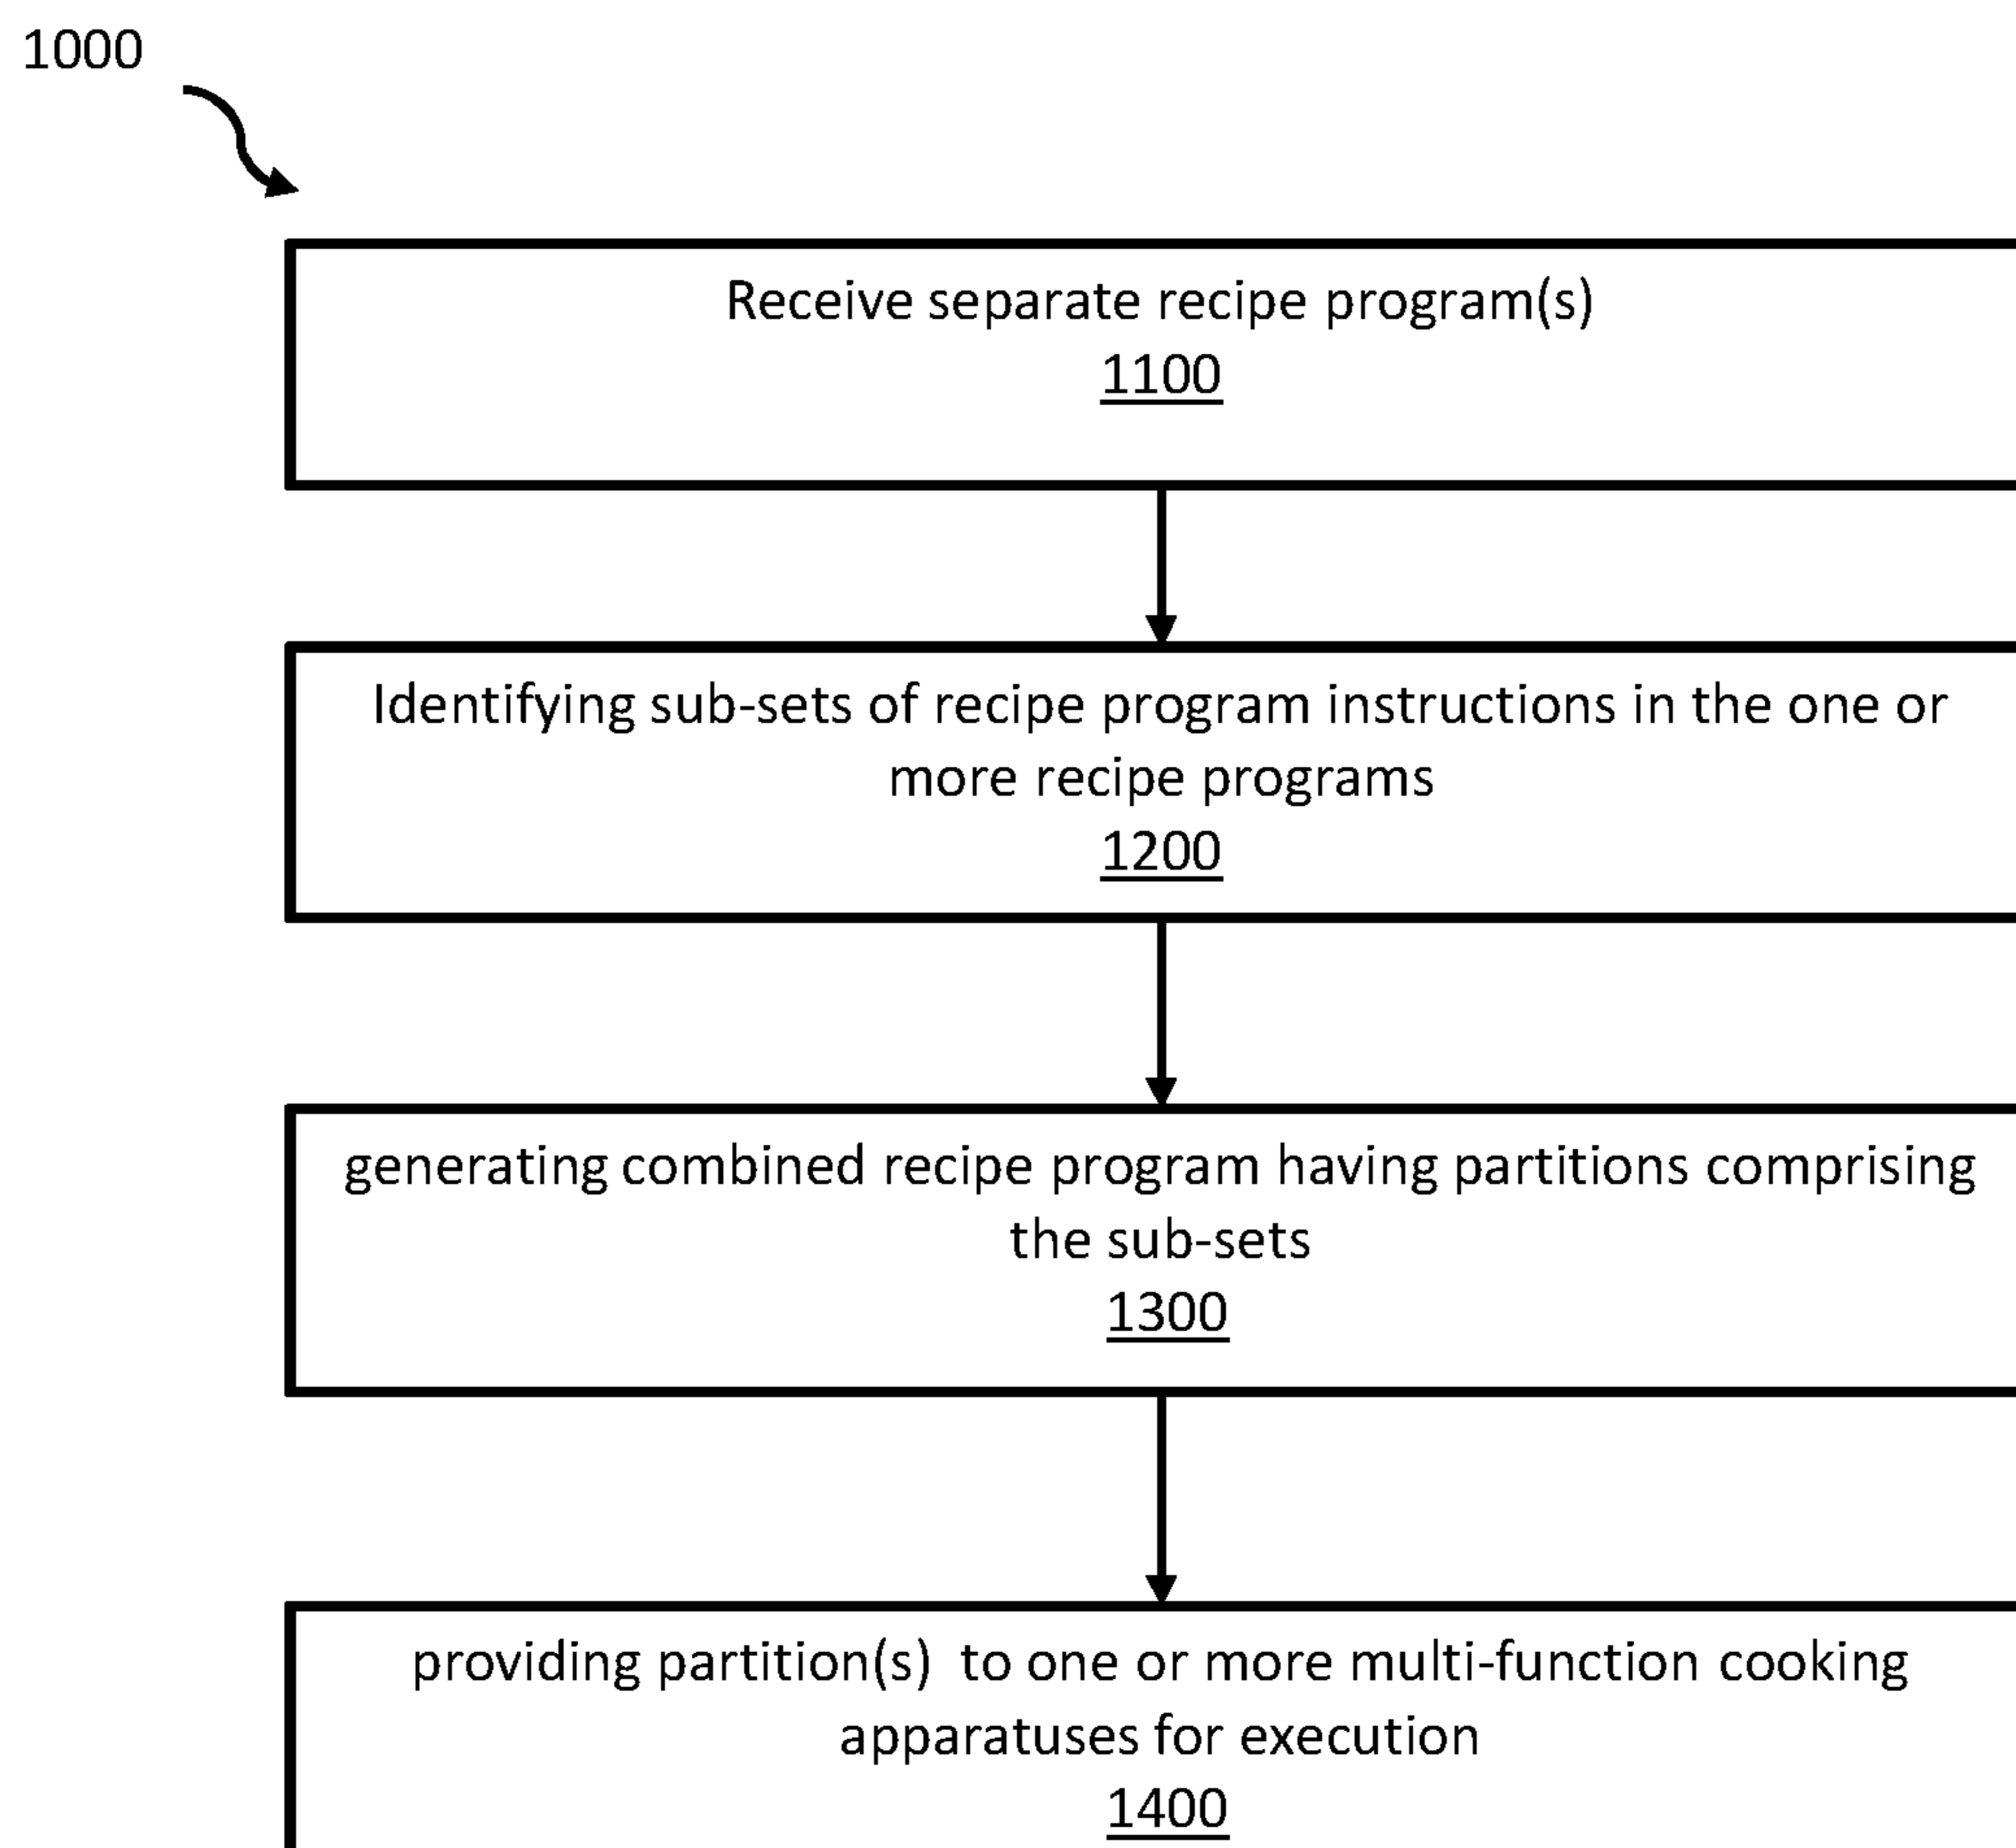 1000
Receive separate recipe program(s)
1100
Identifying sub-sets of recipe program instructions in the one or
more recipe programs
1200
generating combined recipe program having partitions comprising
the sub-sets
1300
providing partition(s) to one or more multi-function cooking
apparatuses for execution
1400